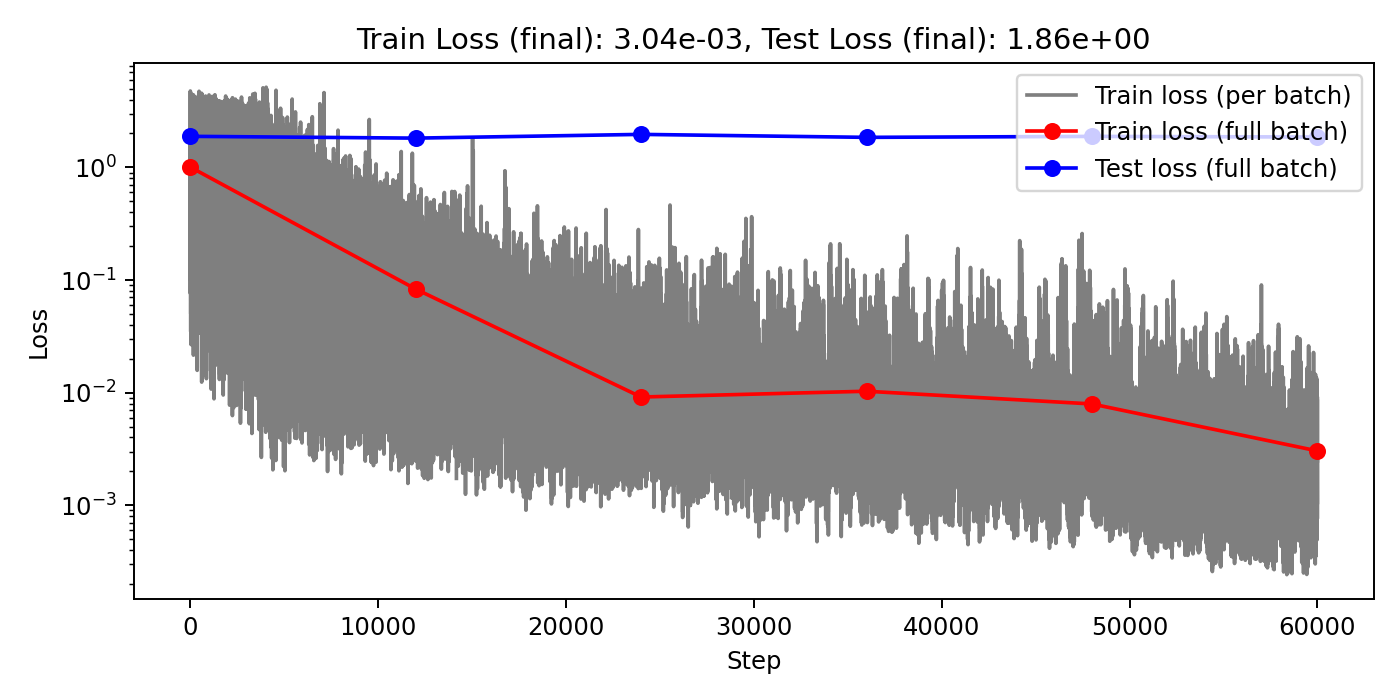 Train Loss (final): 3.04e-03, Test Loss (final): 1.86e+00
Train loss (per batch)
Train loss (full batch)
Test loss (full batch)
Loss
10⁰
10⁻¹
10⁻²
10⁻³
0 10000 20000 30000 40000 50000 60000
Step